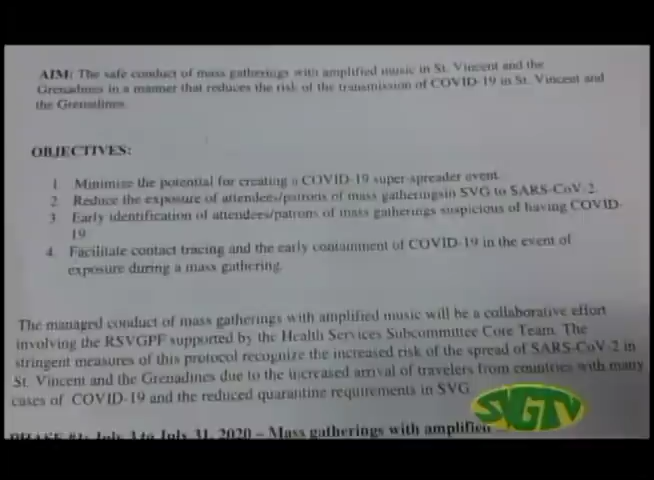 AIM: The safe conduct of mass gatherings with amplified music in St. Vincent and the
Grenadines in a manner that reduces the risk of the transmission of COVID-19 in St. Vincent and
the Grenadines.
OBJECTIVES:
1. Minimize the potential for creating a COVID-19 super-spreader event.
2. Reduce the exposure of attendees/patrons of mass gatheringsin SVG to SARS-CoV-2.
3. Early identification of attendees/patrons of mass gatherings suspicious of having COVID-
19.
4. Facilitate contact tracing and the early containment of COVID-19 in the event of
exposure during a mass gathering.
The managed conduct of mass gatherings with amplified music will be a collaborative effort
involving the RSVGPF supported by the Health Services Subcommittee Core Team. The
stringent measures of this protocol recognize the increased risk of the spread of SARS-CoV-2 in
St. Vincent and the Grenadines due to the increased arrival of travelers from countries with many
cases of COVID-19 and the reduced quarantine requirements in SVG.
SVGTV
PHASE #1: July 3 to July 31, 2020 – Mass gatherings with amplified